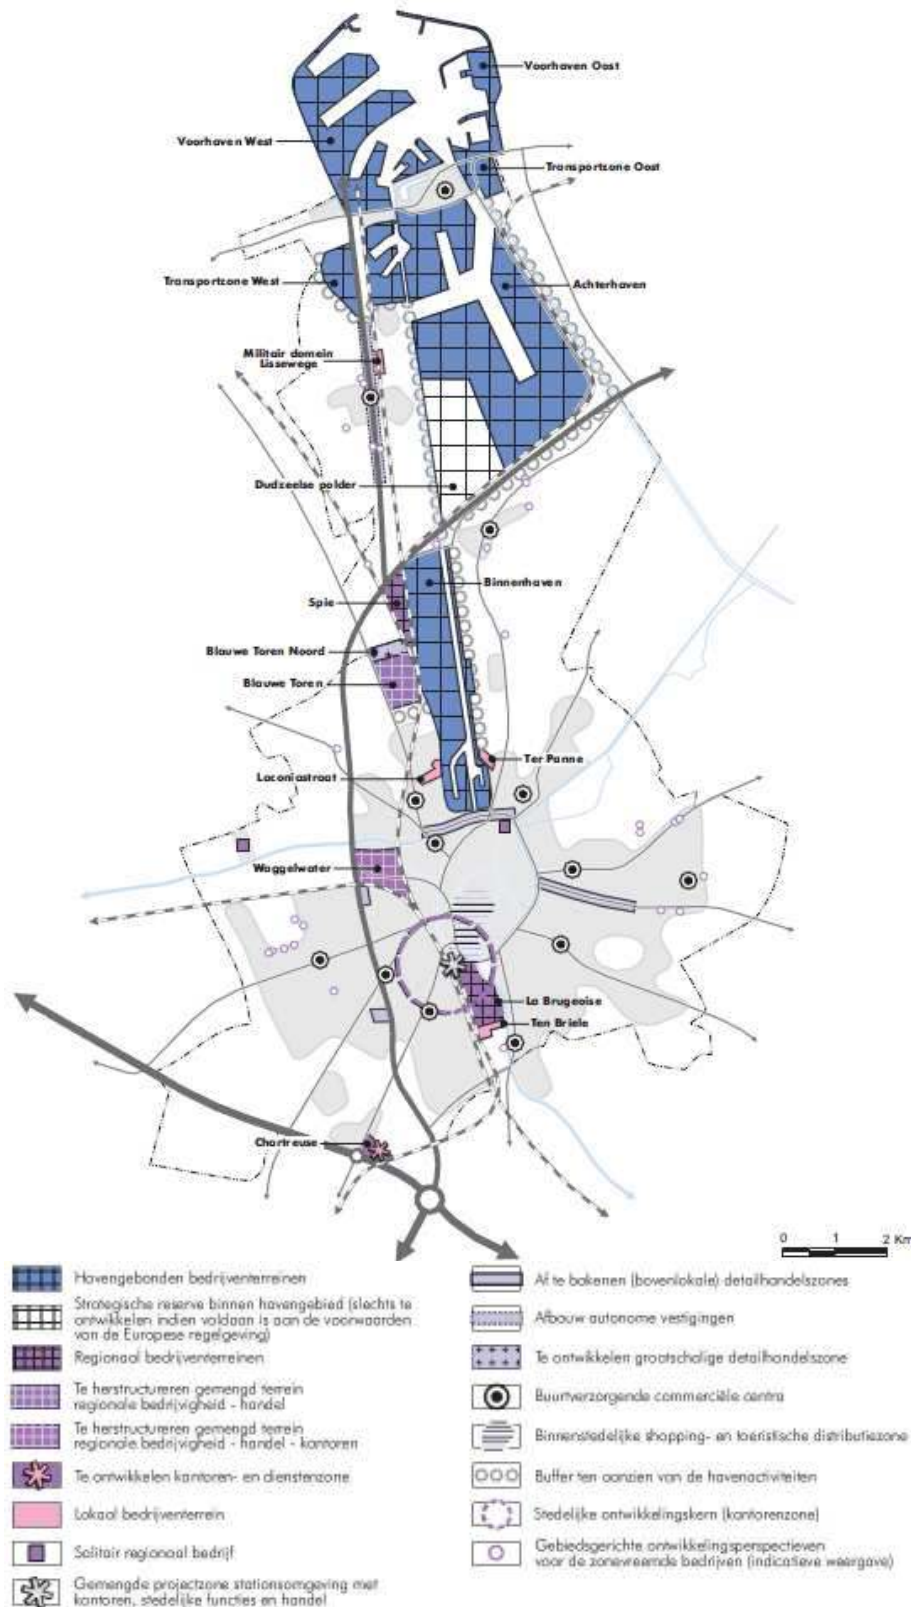 Voorhaven Oost
Voorhaven West
Transportzone Oost
Transportzone West
Achterhaven
Militair domein
Lissewege
Dudzeelse polder
Binnenhaven
Spie
Blauwe Toren Noord
Blauwe Toren
Ter Panne
Laconiastraat
Waggelwater
La Brugeoise
Ten Briele
Chartreuse
0 1 2 Km
Havengebonden bedrijventerreinen
Strategische reserve binnen havengebied (slechts te
ontwikkelen indien voldaan is aan de voorwaarden
van de Europese regelgeving)
Regionaal bedrijventerreinen
Te herstructureren gemengd terrein
regionale bedrijvigheid - handel
Te herstructureren gemengd terrein
regionale bedrijvigheid - handel - kantoren
Te ontwikkelen kantoren- en dienstenzone
Lokaal bedrijventerrein
Solitair regionaal bedrijf
Gemengde projectzone stationsomgeving met
kantoren, stedelijke functies en handel
Af te bakenen (bovenlokale) detailhandelszones
Afbouw autonome vestigingen
Te ontwikkelen grootschalige detailhandelszone
Buurtverzorgende commerciële centra
Binnenstedelijke shopping- en toeristische distributiezone
Buffer ten aanzien van de havenactiviteiten
Stedelijke ontwikkelingskern (kantorenzone)
Gebiedsgerichte ontwikkelingsperspectieven
voor de zonevreemde bedrijven (indicatieve weergave)